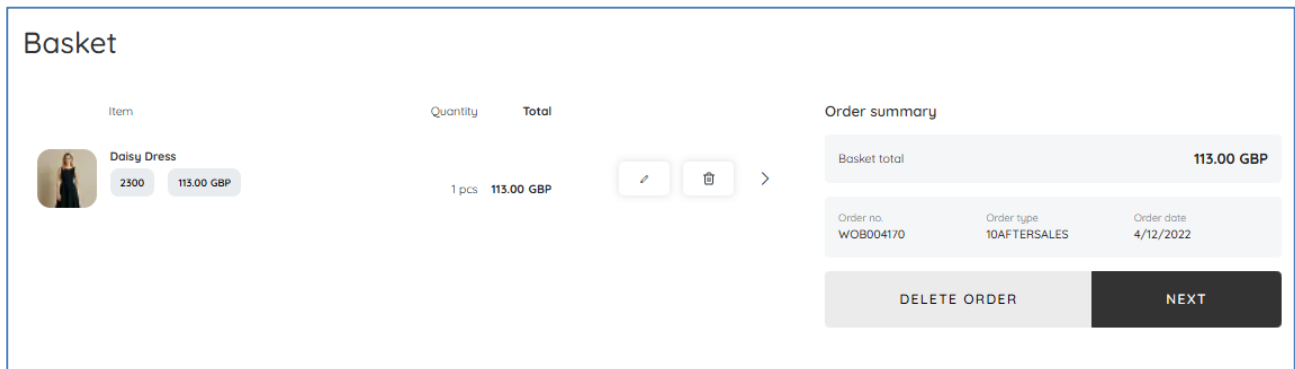 Basket
Item Quantity Total
Daisy Dress
2300 113.00 GBP
1 pcs 113.00 GBP
Order summary
Basket total 113.00 GBP
Order no. Order type Order date
WOB004170 10AFTERSALES 4/12/2022
DELETE ORDER NEXT